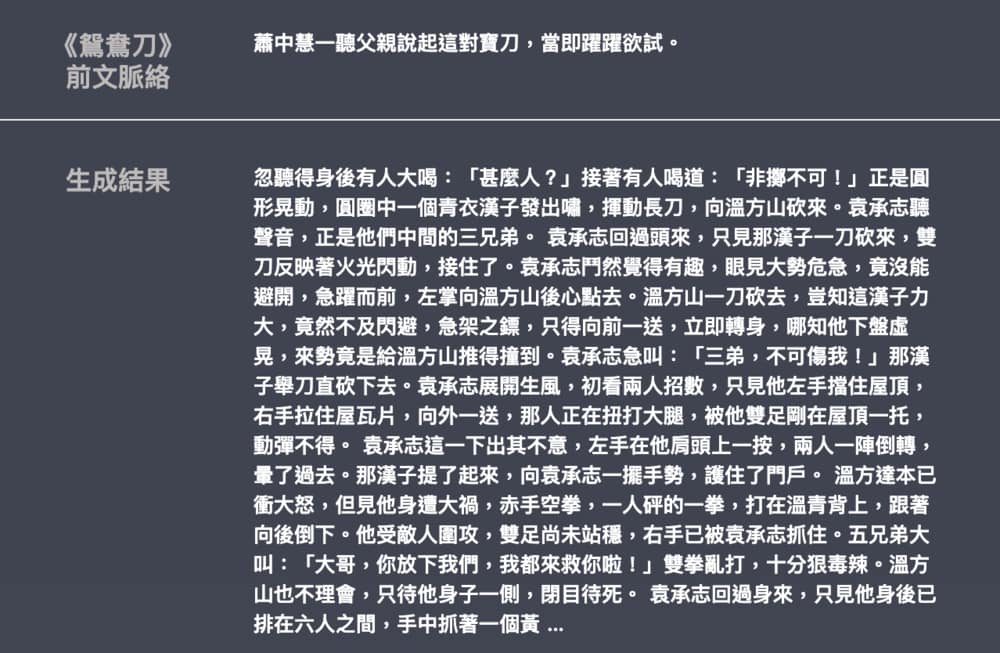 《鴛鴦刀》
前文脈絡
蕭中慧一聽父親說起這對寶刀，當即躍躍欲試。
生成結果
忽聽得身後有人大喝：「甚麼人？」接著有人喝道：「非擲不可！」正是圓
形晃動，圓圈中一個青衣漢子發出嘯，揮動長刀，向溫方山砍來。袁承志聽
聲音，正是他們中間的三兄弟。 袁承志回過頭來，只見那漢子一刀砍來，雙
刀反映著火光閃動，接住了。袁承志鬥然覺得有趣，眼見大勢危急，竟沒能
避開，急躍而前，左掌向溫方山後心點去。溫方山一刀砍去，豈知這漢子力
大，竟然不及閃避，急架之鏢，只得向前一送，立即轉身，哪知他下盤虛
晃，來勢竟是給溫方山推得撞到。袁承志急叫：「三弟，不可傷我！」那漢
子舉刀直砍下去。袁承志展開生風，初看兩人招數，只見他左手擋住屋頂，
右手拉住屋瓦片，向外一送，那人正在扭打大腿，被他雙足剛在屋頂一托，
動彈不得。 袁承志這一下出其不意，左手在他肩頭上一按，兩人一陣倒轉，
暈了過去。那漢子提了起來，向袁承志一擺手勢，護住了門戶。 溫方達本已
衝大怒，但見他身遭大禍，赤手空拳，一人砰的一拳，打在溫青背上，跟著
向後倒下。他受敵人圍攻，雙足尚未站穩，右手已被袁承志抓住。五兄弟大
叫：「大哥，你放下我們，我都來救你啦！」雙拳亂打，十分狠毒辣。溫方
山也不理會，只待他身子一側，閉目待死。 袁承志回過身來，只見他身後已
排在六人之間，手中抓著一個黃 ...